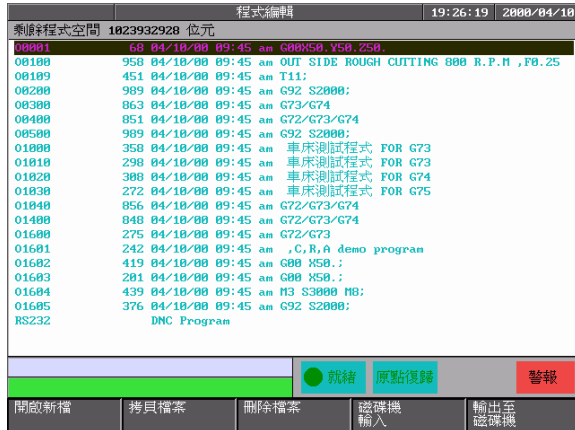 程式編輯 19:26:19 2000/04/10
剩餘程式空間 1023932928 位元
O0001 68 04/10/00 09:45 am G00X50.Y50.Z50.
O0100 958 04/10/00 09:45 am OUT SIDE ROUGH CUTTING 800 R.P.M ,F0.25
O0109 451 04/10/00 09:45 am T11;
O0200 989 04/10/00 09:45 am G92 S2000;
O0300 863 04/10/00 09:45 am G73/G74
O0400 851 04/10/00 09:45 am G72/G73/G74
O0500 989 04/10/00 09:45 am G92 S2000;
O1000 358 04/10/00 09:45 am 車床測試程式 FOR G73
O1010 298 04/10/00 09:45 am 車床測試程式 FOR G73
O1020 308 04/10/00 09:45 am 車床測試程式 FOR G74
O1030 272 04/10/00 09:45 am 車床測試程式 FOR G75
O1040 856 04/10/00 09:45 am G72/G73/G74
O1400 848 04/10/00 09:45 am G72/G73/G74
O1600 275 04/10/00 09:45 am G72/G73
O1601 242 04/10/00 09:45 am ,C,R,A demo program
O1602 419 04/10/00 09:45 am G00 X50.;
O1603 201 04/10/00 09:45 am G00 X50.;
O1604 439 04/10/00 09:45 am M3 S3000 M8;
O1605 376 04/10/00 09:45 am G92 S2000;
RS232 DNC Program
就緒 原點復歸 警報
開啟新檔 拷貝檔案 刪除檔案 磁碟機 輸出至
輸入 磁碟機